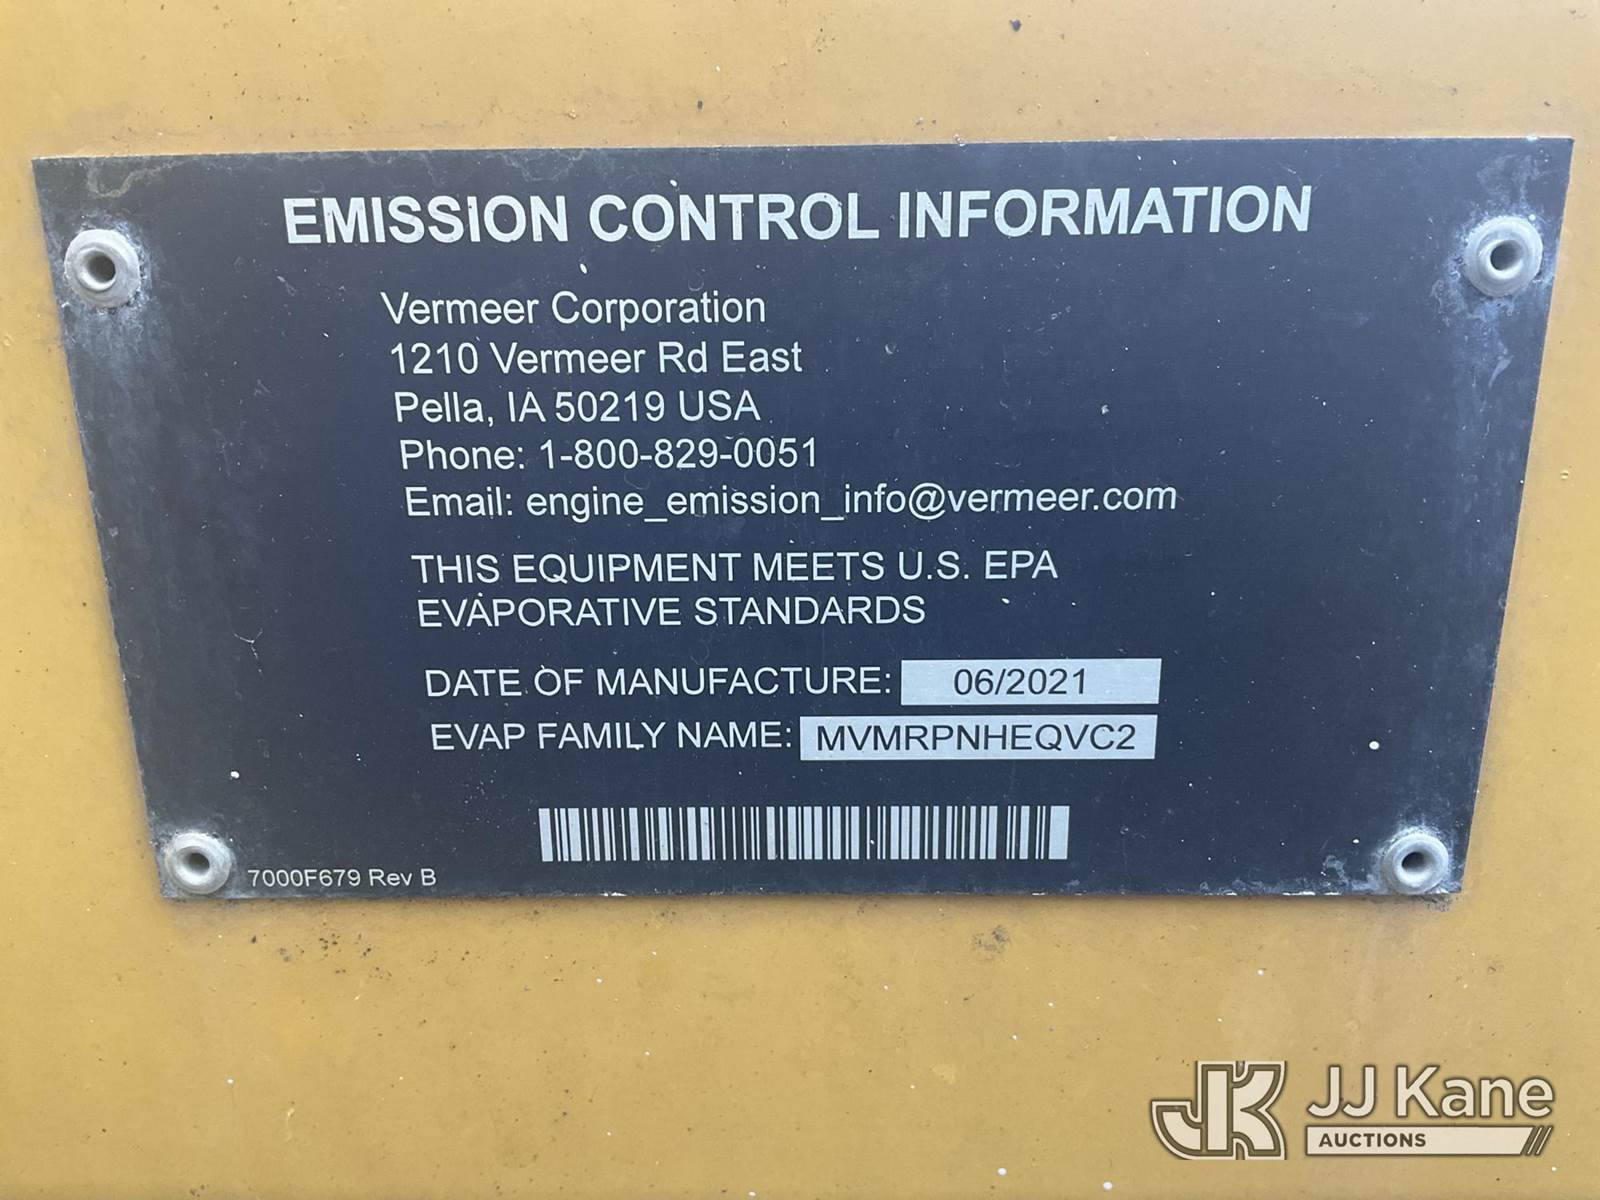 EMISSION CONTROL INFORMATION
Vermeer Corporation
1210 Vermeer Rd East
Pella, IA 50219 USA
Phone: 1-800-829-0051
Email: engine_emission_info@vermeer.com
THIS EQUIPMENT MEETS U.S. EPA
EVAPORATIVE STANDARDS
DATE OF MANUFACTURE: 06/2021
EVAP FAMILY NAME: MVMRPNHEQVC2
7000F679 Rev B
JK JJ Kane
AUCTIONS